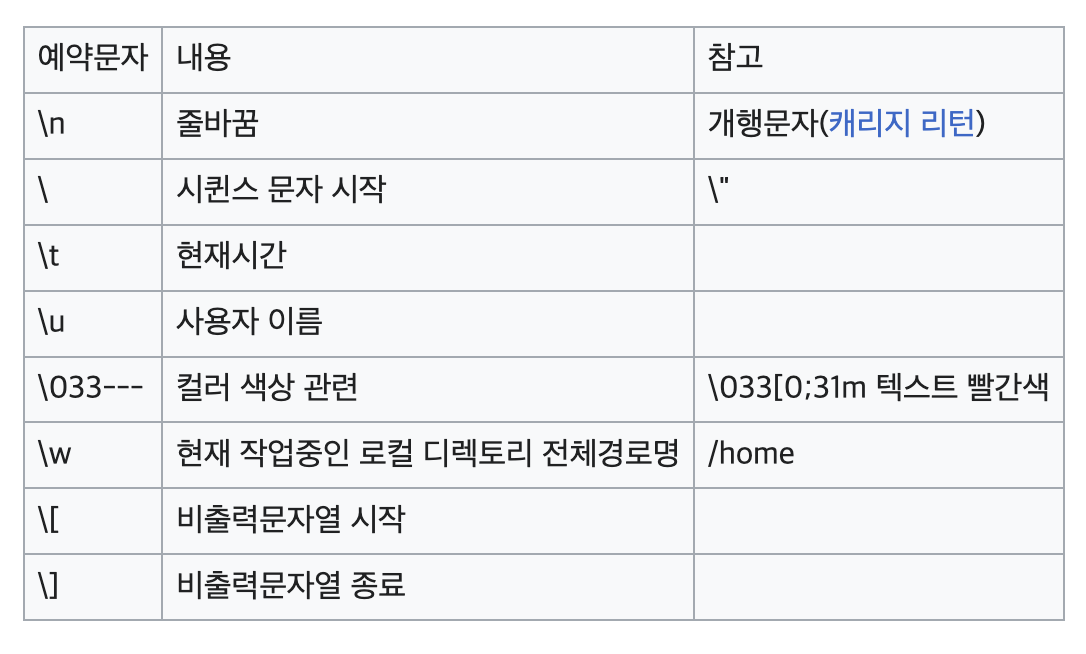 예약문자 내용 참고
\n 줄바꿈 개행문자(캐리지 리턴)
\ 시퀀스 문자 시작 \"
\t 현재시간
\u 사용자 이름
\033--- 컬러 색상 관련 \033[0;31m 텍스트 빨간색
\w 현재 작업중인 로컬 디렉토리 전체경로명 /home
\[ 비출력문자열 시작
\] 비출력문자열 종료